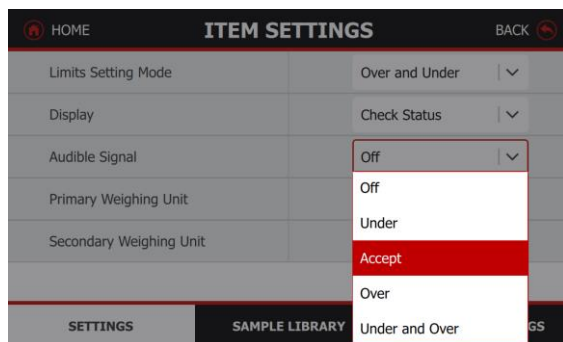 HOME ITEM SETTINGS BACK
Limits Setting Mode Over and Under
Display Check Status
Audible Signal Off
Off
Primary Weighing Unit
Under
Secondary Weighing Unit
Accept
Over
SETTINGS SAMPLE LIBRARY Under and Over GS